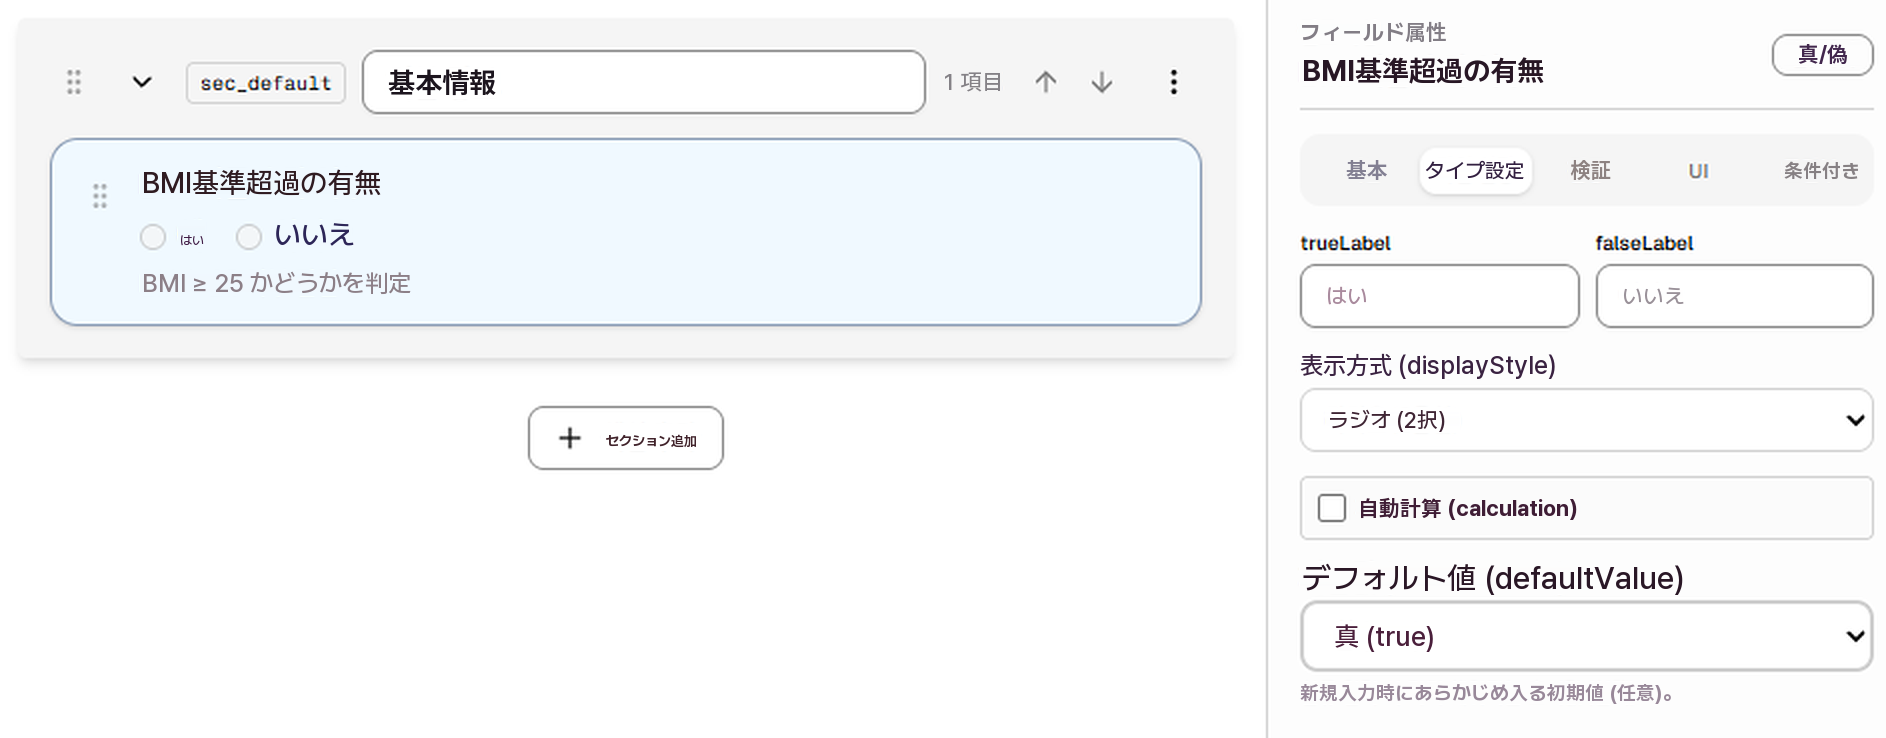 sec_default
基本情報
1 項目
BMI基準超過の有無
はい
いいえ
BMI ≥ 25 かどうかを判定
セクション追加
フィールド属性
BMI基準超過の有無
真/偽
基本
タイプ設定
検証
UI
条件付き
trueLabel
falseLabel
はい
いいえ
表示方式 (displayStyle)
ラジオ (2択)
自動計算 (calculation)
デフォルト値 (defaultValue)
真 (true)
新規入力時にあらかじめ入る初期値 (任意)。